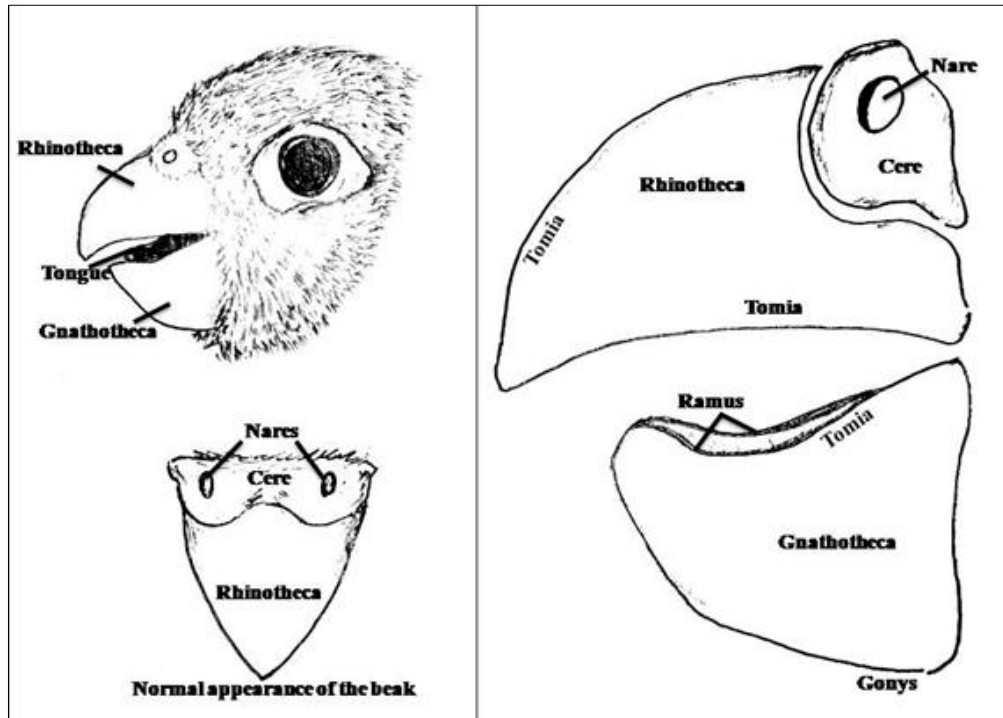 Rhinotheca
Tongue
Gnathotheca
Nares
Cere
Rhinotheca
Normal appearance of the beak
Nare
Cere
Rhinotheca
Tomia
Tomia
Ramus
Tomia
Gnathotheca
Gonys